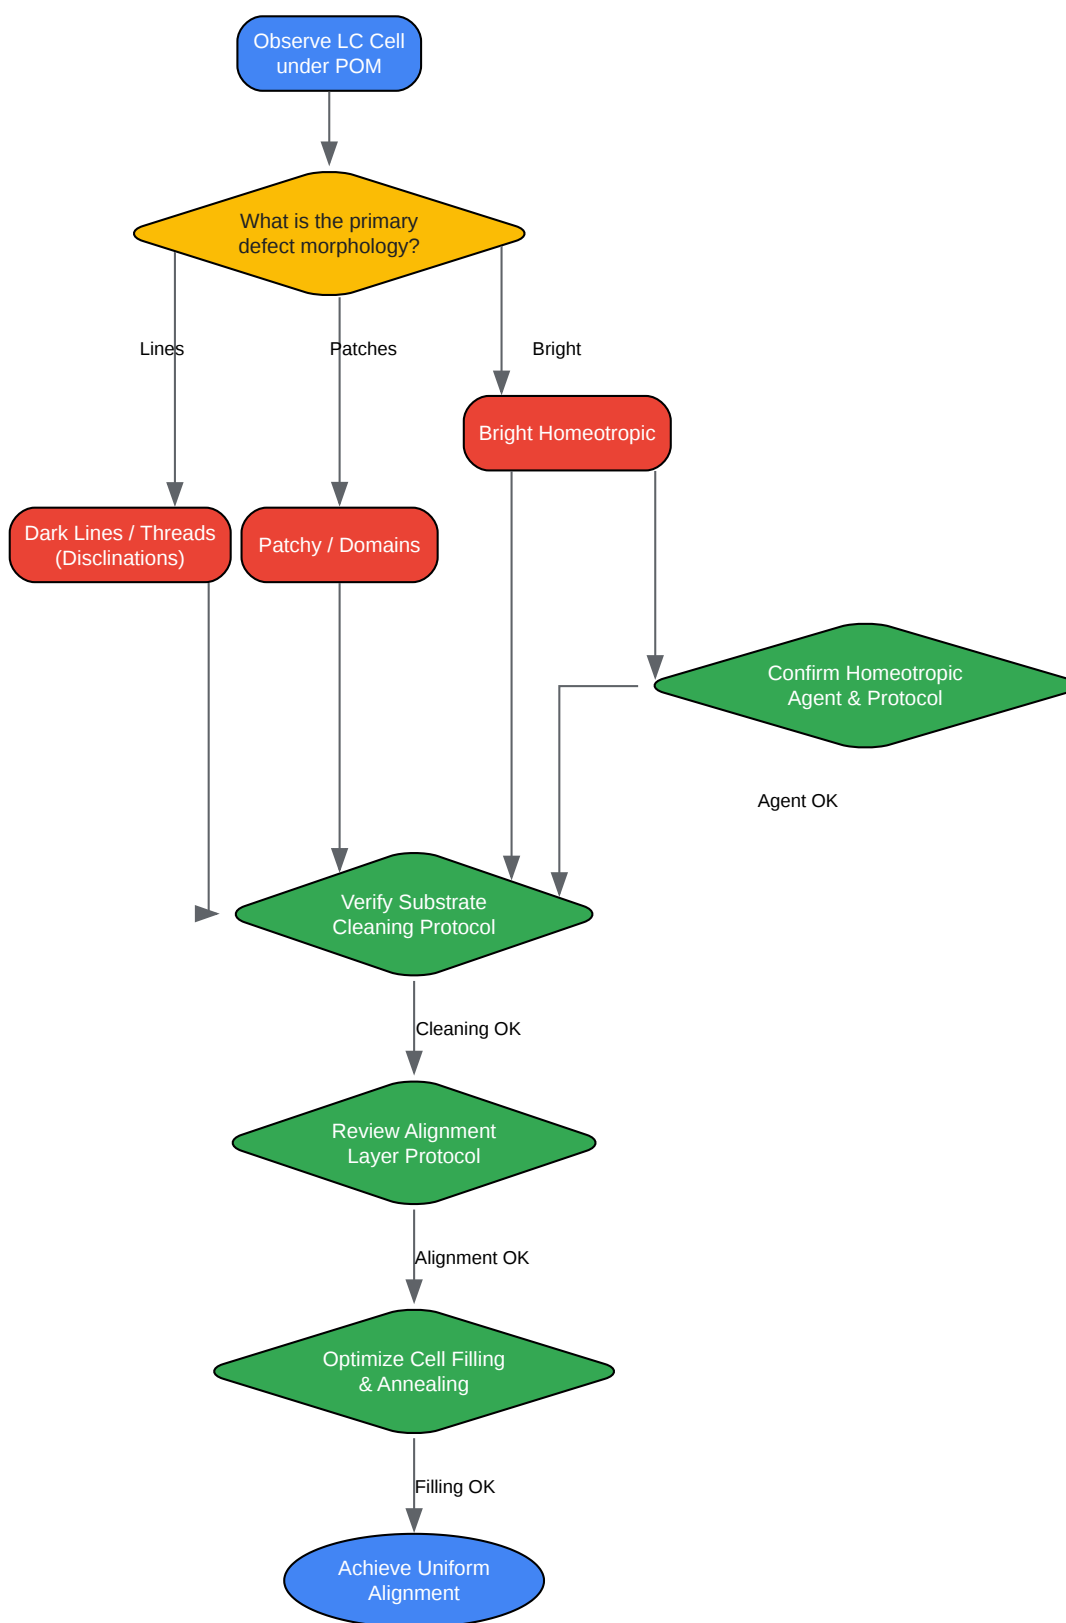 Observe LC Cell
under POM
What is the primary
defect morphology?
Lines
Patches
Bright
Bright Homeotropic
Dark Lines / Threads
(Disclinations)
Patchy / Domains
Confirm Homeotropic
Agent & Protocol
Agent OK
Verify Substrate
Cleaning Protocol
Cleaning OK
Review Alignment
Layer Protocol
Alignment OK
Optimize Cell Filling
& Annealing
Filling OK
Achieve Uniform
Alignment